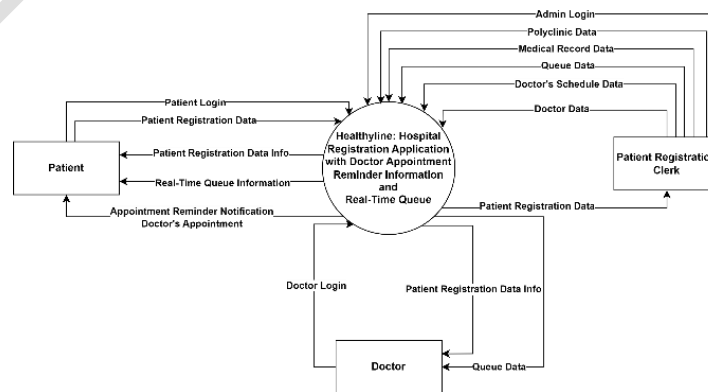 Admin Login
Polyclinic Data
Medical Record Data
Queue Data
Doctor's Schedule Data
Doctor Data
Patient Login
Patient Registration Data
Patient Registration Data Info
Real-Time Queue Information
Appointment Reminder Notification
Doctor's Appointment
Patient
Healthyline: Hospital
Registration Application
with Doctor Appointment
Reminder Information
and
Real-Time Queue
Patient Registration Data
Clerk
Doctor Login
Patient Registration Data Info
Queue Data
Doctor